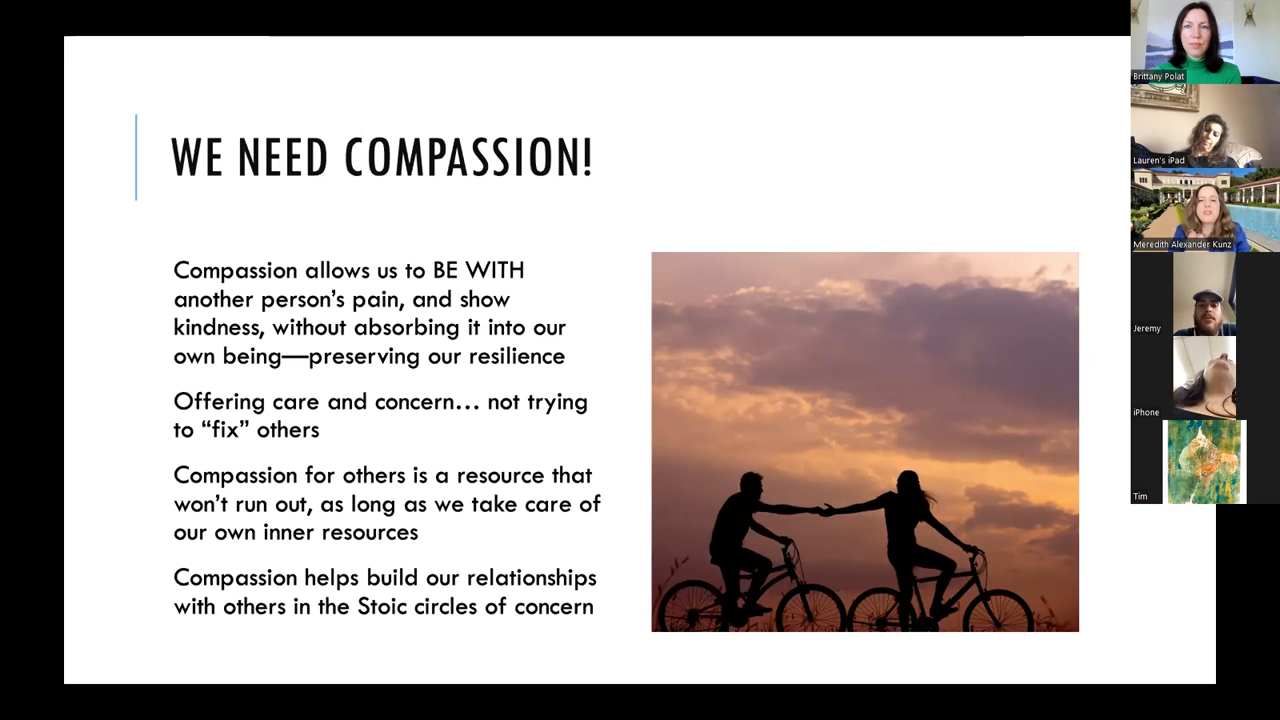 WE NEED COMPASSION!
Compassion allows us to BE WITH
another person’s pain, and show
kindness, without absorbing it into our
own being—preserving our resilience
Offering care and concern… not trying
to “fix” others
Compassion for others is a resource that
won’t run out, as long as we take care of
our own inner resources
Compassion helps build our relationships
with others in the Stoic circles of concern
Brittany Polat
Lauren's iPad
Meredith Alexander Kunz
Jeremy
iPhone
Tim